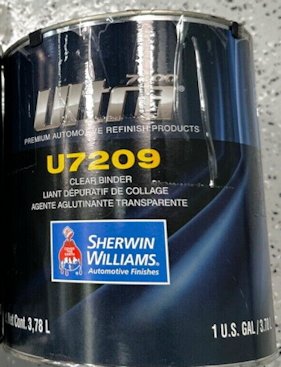 7000
Ultra
PREMIUM AUTOMOTIVE REFINISH PRODUCTS
U7209
CLEAR BINDER
LIANT DÉPURATIF DE COLLAGE
AGENTE AGLUTINANTE TRANSPARENTE
SHERWIN
WILLIAMS.
Automotive Finishes
Cont. 3,78 L
1 U.S. GAL /